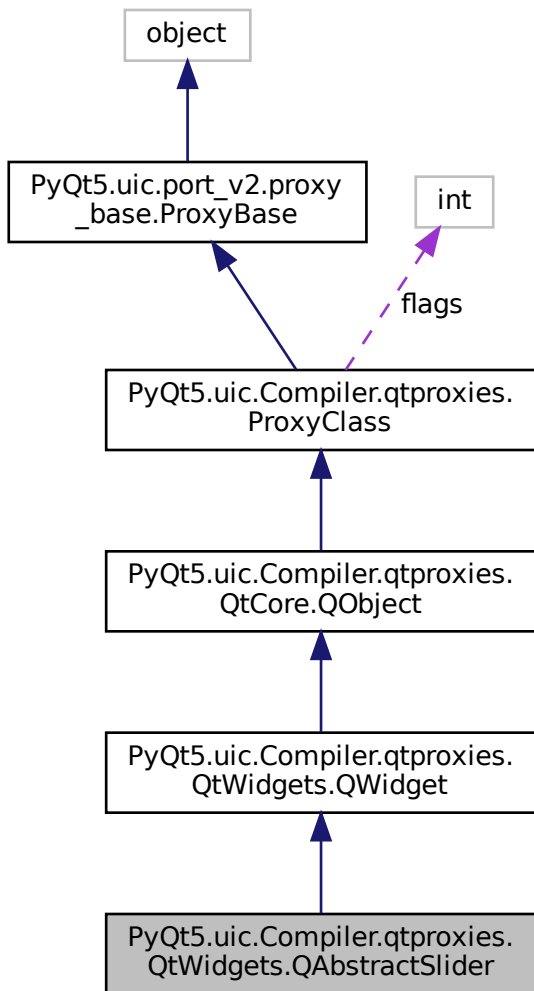 object
PyQt5.uic.port_v2.proxy
_base.ProxyBase
int
flags
PyQt5.uic.Compiler.qtproxies.
ProxyClass
PyQt5.uic.Compiler.qtproxies.
QtCore.QObject
PyQt5.uic.Compiler.qtproxies.
QtWidgets.QWidget
PyQt5.uic.Compiler.qtproxies.
QtWidgets.QAbstractSlider